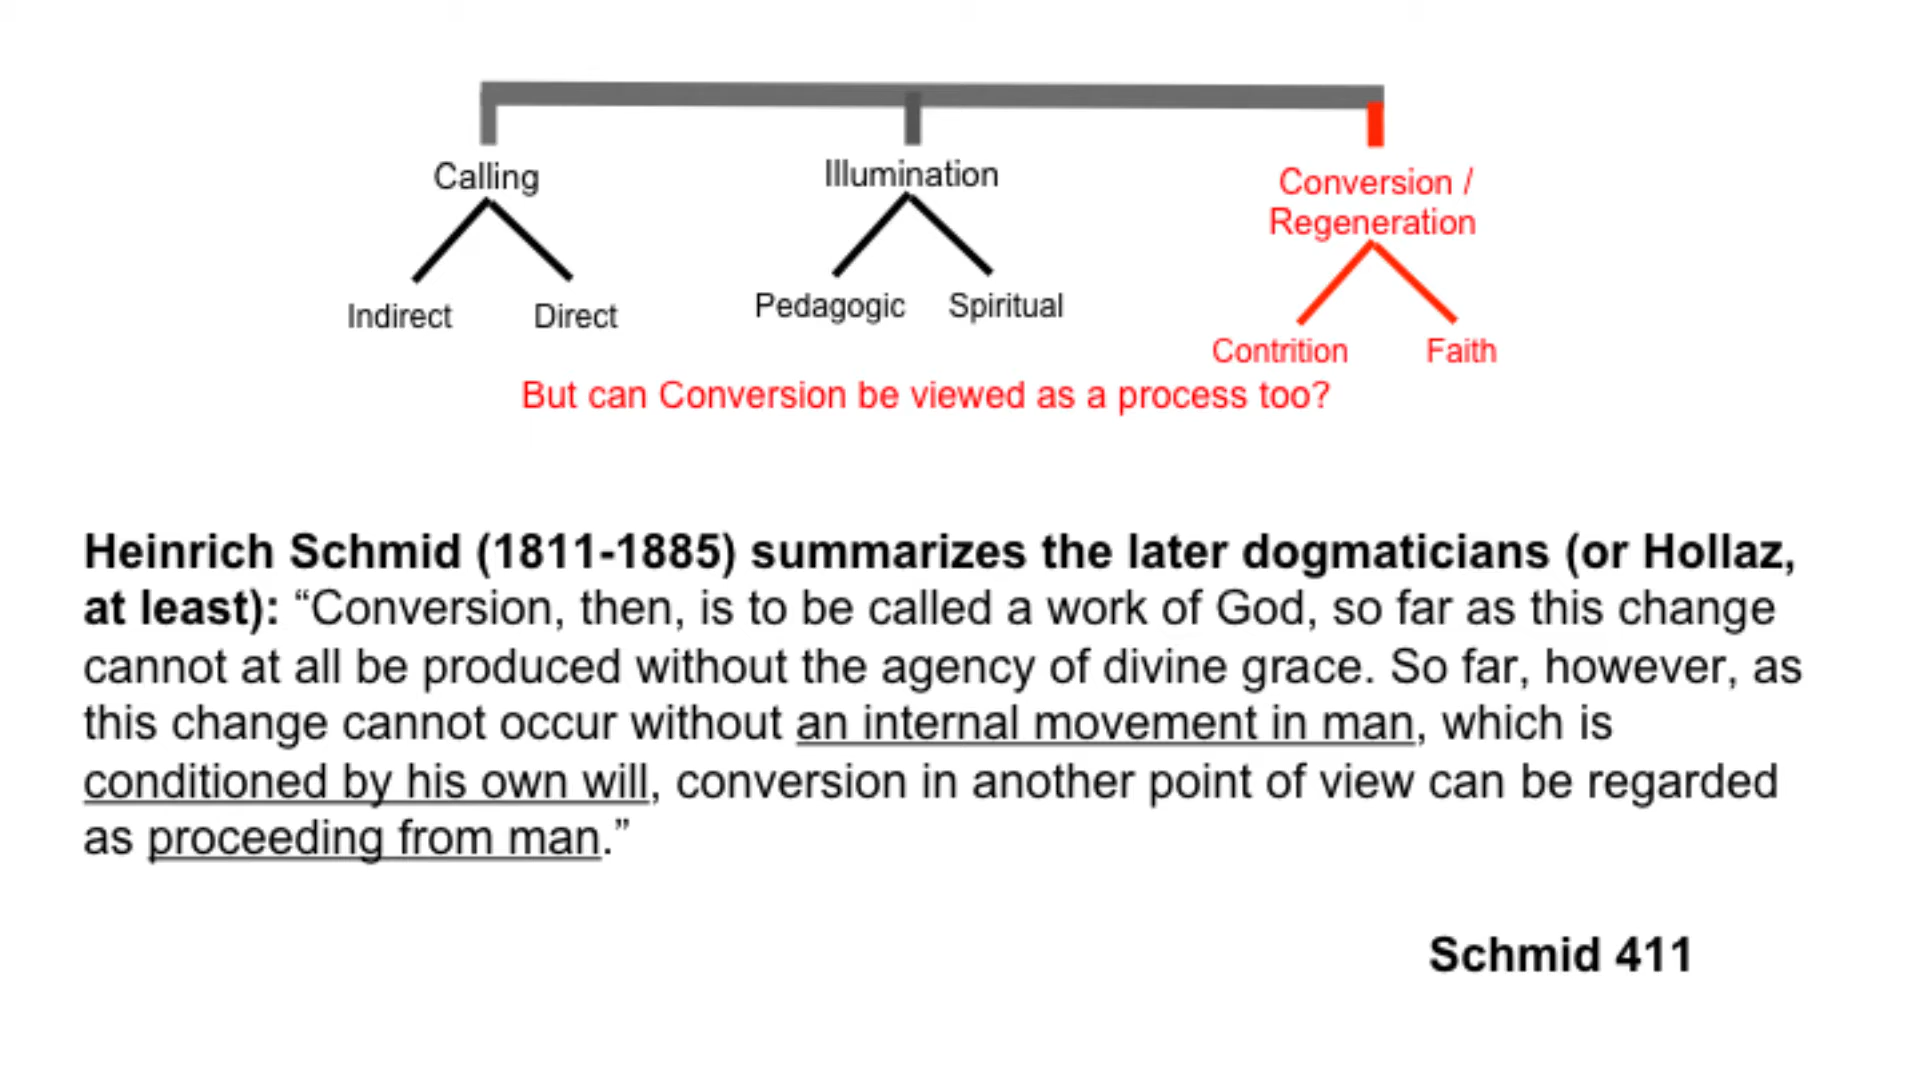 Calling
Illumination
Conversion /
Regeneration
Indirect
Direct
Pedagogic
Spiritual
Contrition
Faith
But can Conversion be viewed as a process too?
Heinrich Schmid (1811-1885) summarizes the later dogmaticians (or Hollaz,
at least): “Conversion, then, is to be called a work of God, so far as this change
cannot at all be produced without the agency of divine grace. So far, however, as
this change cannot occur without an internal movement in man, which is
conditioned by his own will, conversion in another point of view can be regarded
as proceeding from man.”
Schmid 411